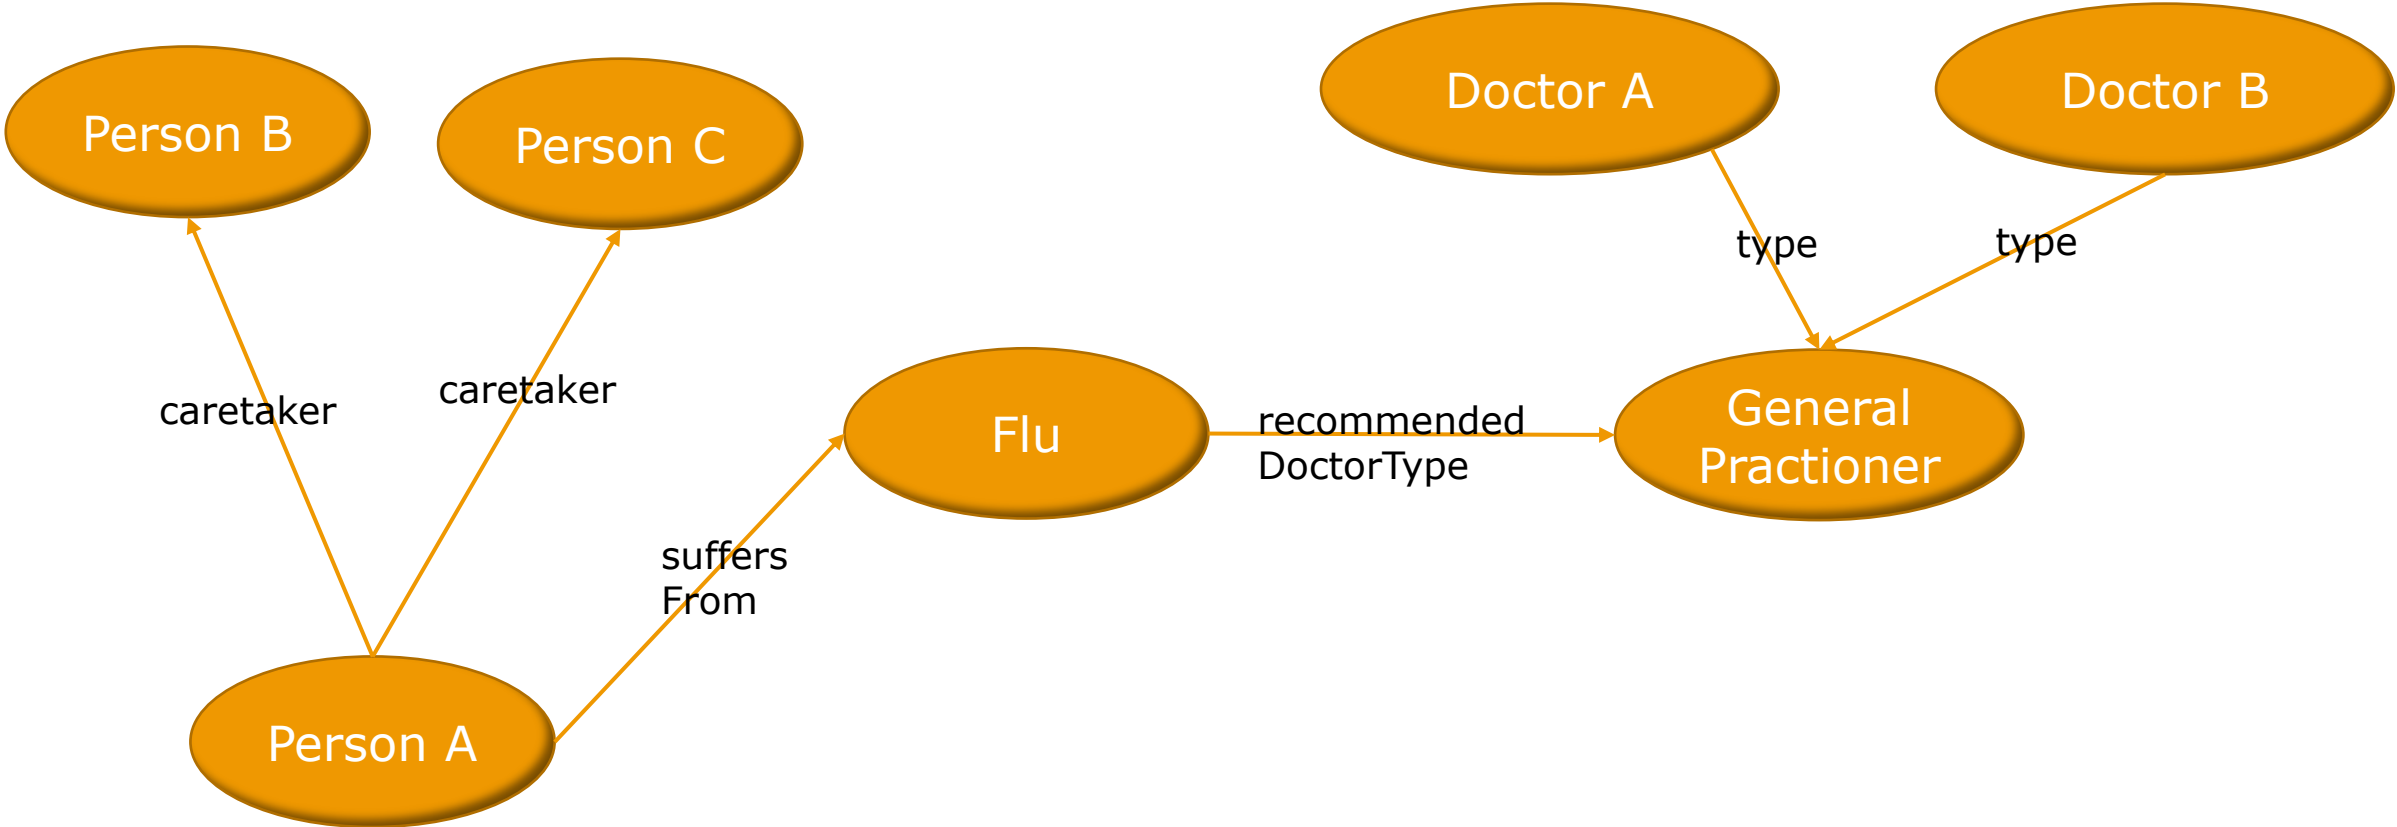 Doctor A
Doctor B
Person B
Person C
type
type
caretaker
caretaker
Flu
recommended
DoctorType
General
Practioner
suffers
From
Person A